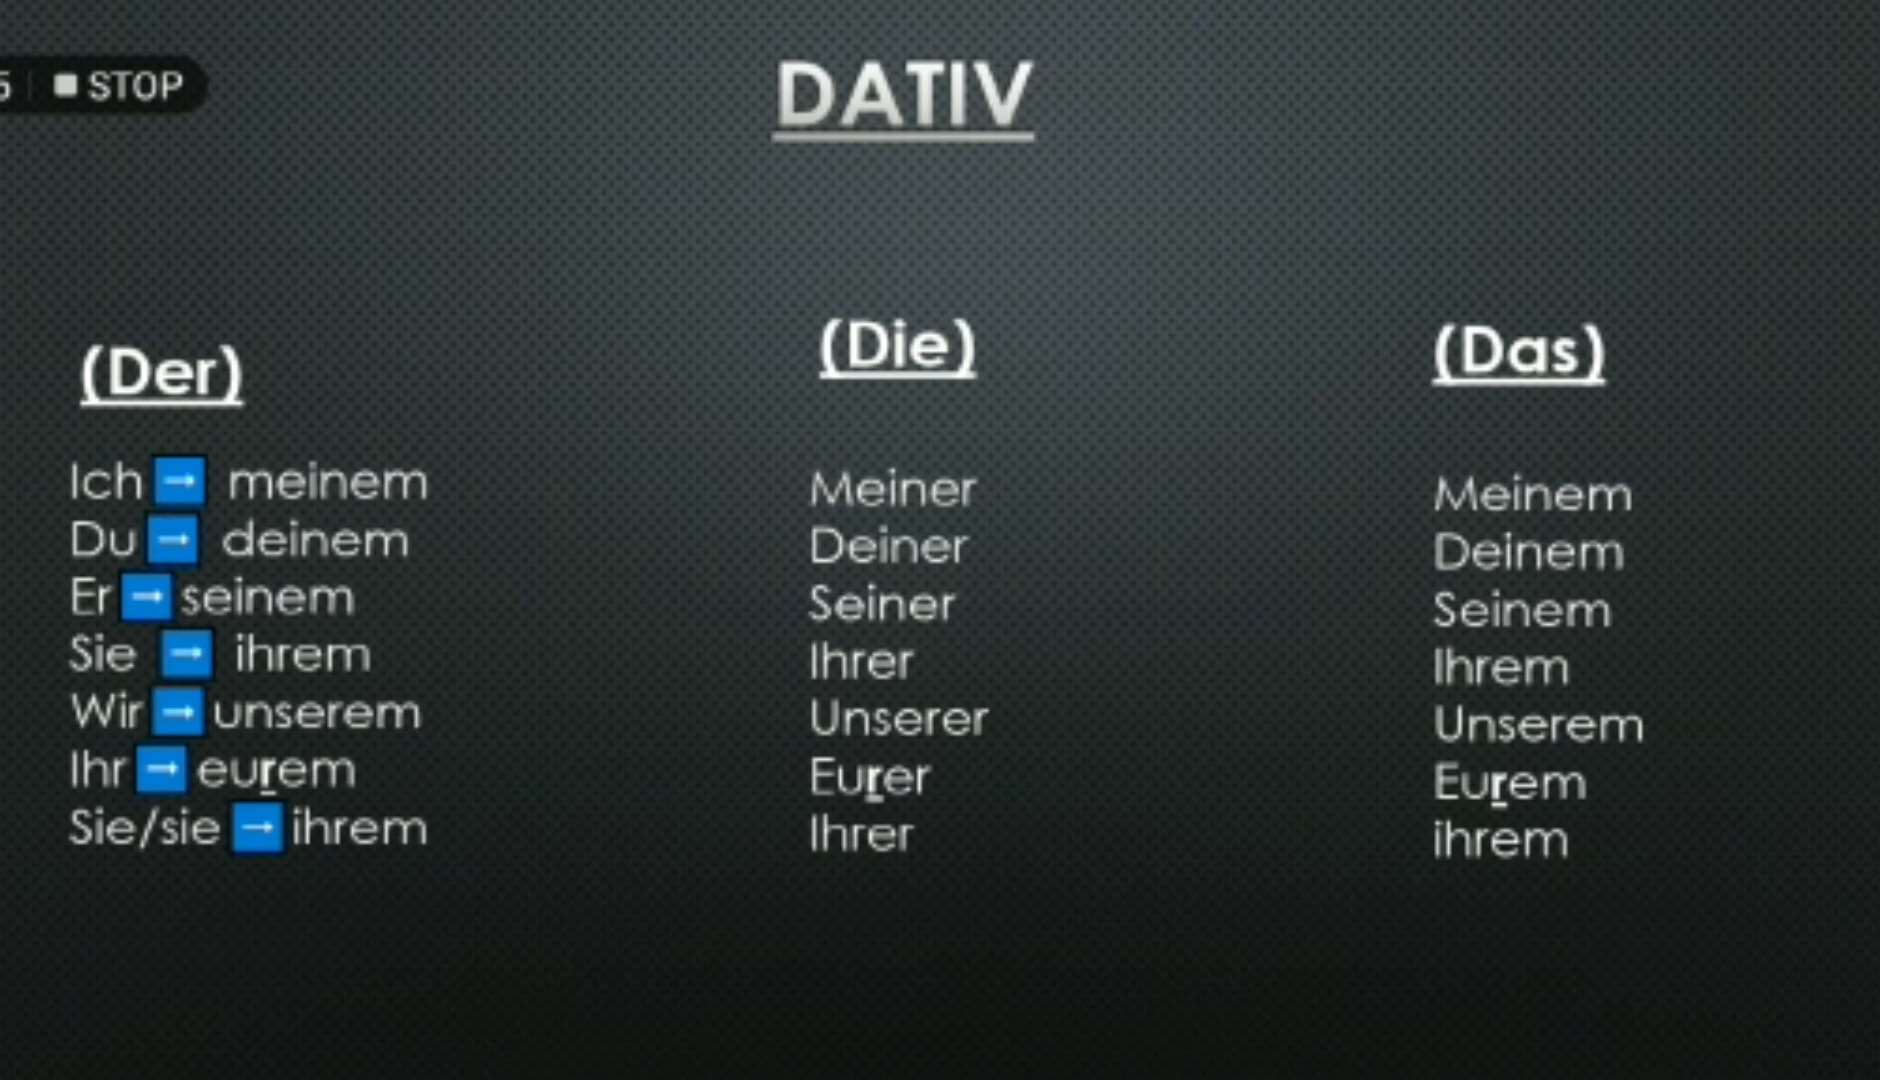 5 STOP
DATIV
(Der)
Ich ➡ meinem
Du ➡ deinem
Er ➡ seinem
Sie ➡ ihrem
Wir ➡ unserem
Ihr ➡ eurem
Sie/sie ➡ ihrem
(Die)
Meiner
Deiner
Seiner
Ihrer
Unserer
Eurer
Ihrer
(Das)
Meinem
Deinem
Seinem
Ihrem
Unserem
Eurem
ihrem